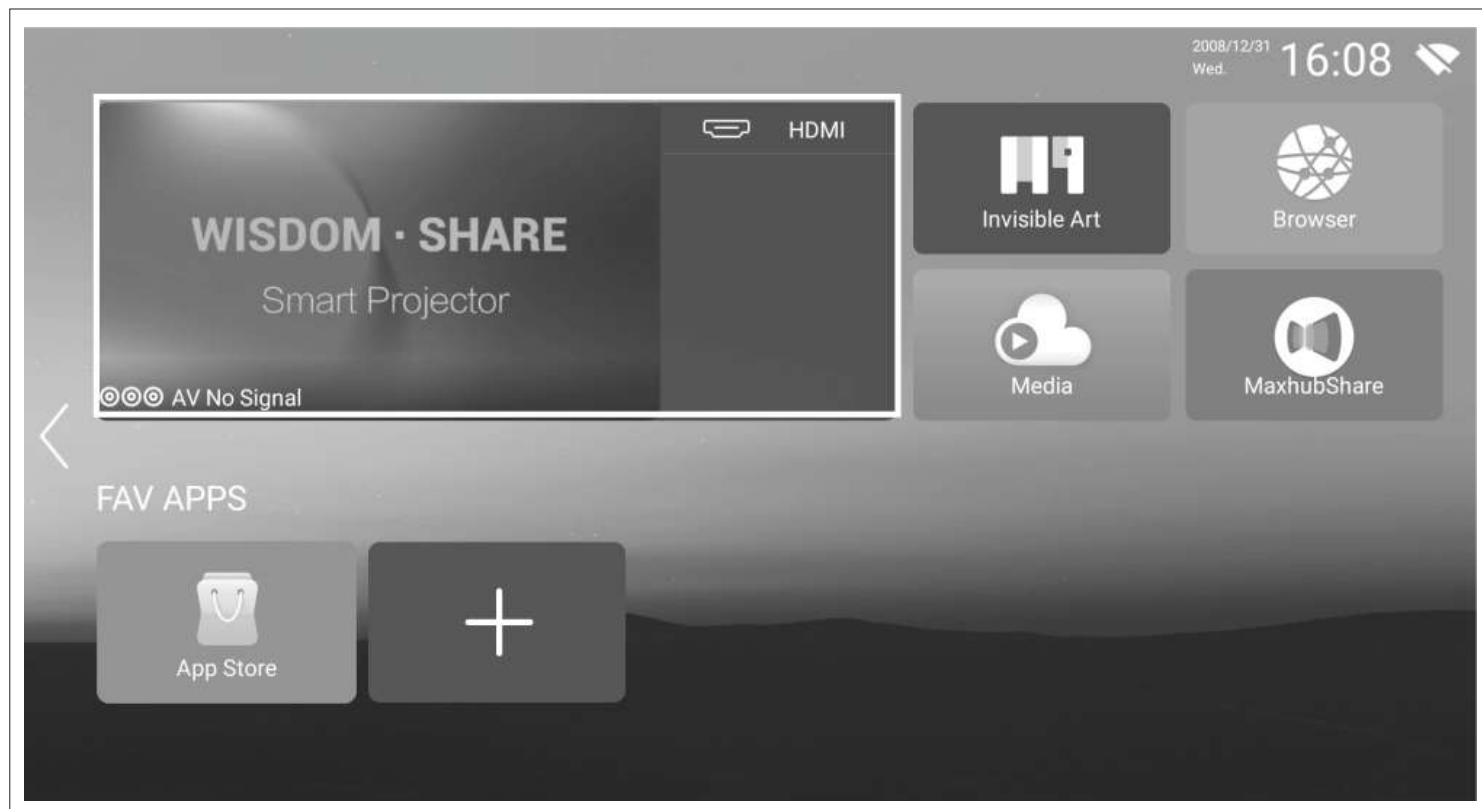 2008/12/31
Wed.
16:08
HDMI
WISDOM · SHARE
Smart Projector
AV No Signal
Invisible Art
Browser
Media
MaxhubShare
FAV APPS
App Store